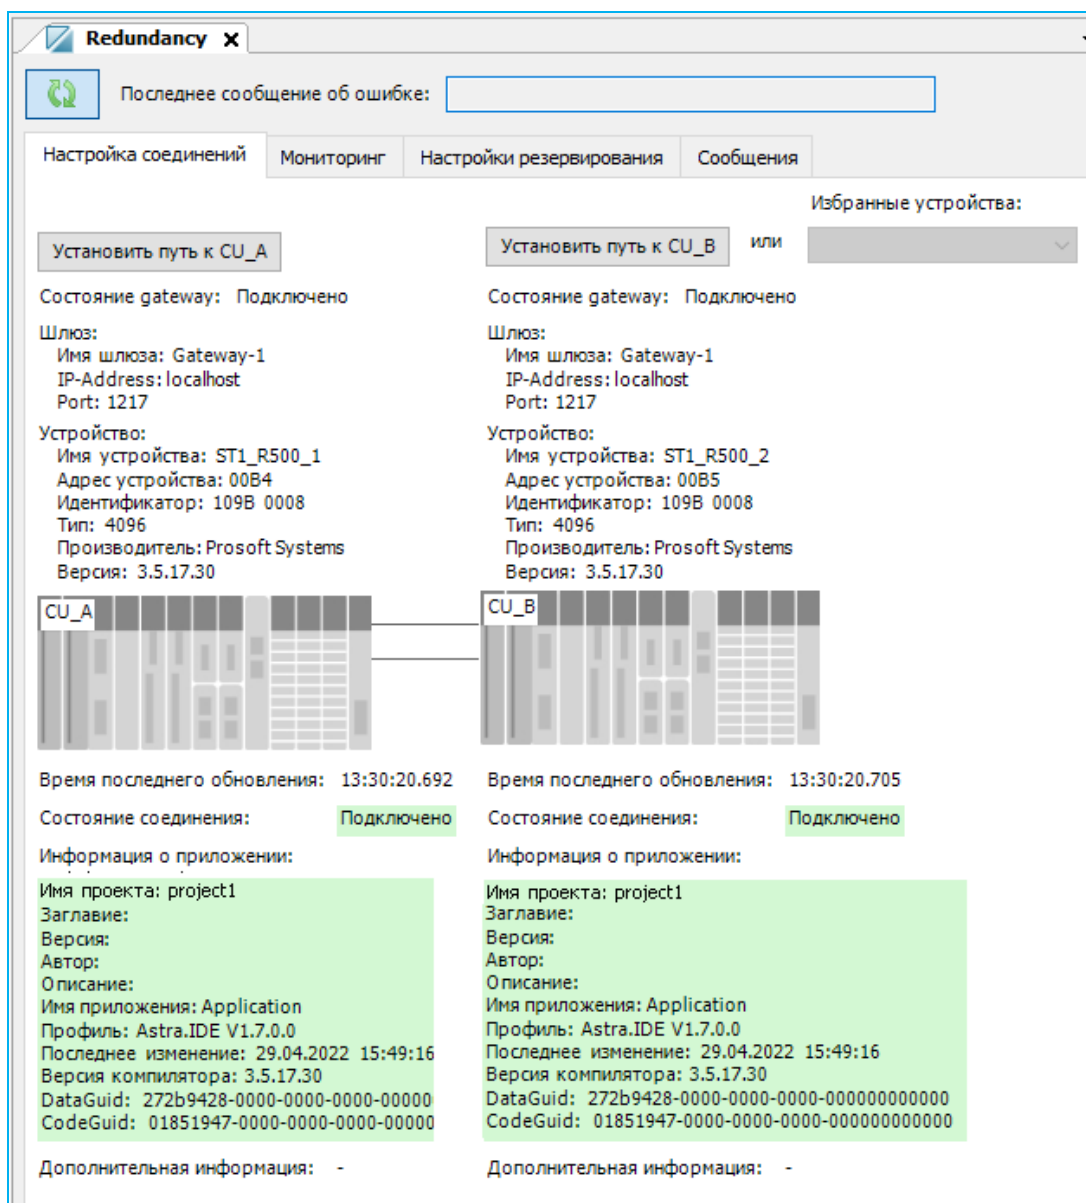 Redundancy
Последнее сообщение об ошибке:
Настройка соединений Мониторинг Настройки резервирования Сообщения
Избранные устройства:
Установить путь к CU_A
Установить путь к CU_B или
Состояние gateway: Подключено
Шлюз:
Имя шлюза: Gateway-1
IP-Address: localhost
Port: 1217
Устройство:
Имя устройства: ST1_R500_1
Адрес устройства: 00B4
Идентификатор: 109B 0008
Тип: 4096
Производитель: Prosoft Systems
Версия: 3.5.17.30
CU_A
Время последнего обновления: 13:30:20.692
Состояние соединения: Подключено
Информация о приложении:
Имя проекта: project1
Заглавие:
Версия:
Автор:
Описание:
Имя приложения: Application
Профиль: Astra.IDE V1.7.0.0
Последнее изменение: 29.04.2022 15:49:16
Версия компилятора: 3.5.17.30
DataGuid: 272b9428-0000-0000-0000-00000
CodeGuid: 01851947-0000-0000-0000-00000
Дополнительная информация: -
Состояние gateway: Подключено
Шлюз:
Имя шлюза: Gateway-1
IP-Address: localhost
Port: 1217
Устройство:
Имя устройства: ST1_R500_2
Адрес устройства: 00B5
Идентификатор: 109B 0008
Тип: 4096
Производитель: Prosoft Systems
Версия: 3.5.17.30
CU_B
Время последнего обновления: 13:30:20.705
Состояние соединения: Подключено
Информация о приложении:
Имя проекта: project1
Заглавие:
Версия:
Автор:
Описание:
Имя приложения: Application
Профиль: Astra.IDE V1.7.0.0
Последнее изменение: 29.04.2022 15:49:16
Версия компилятора: 3.5.17.30
DataGuid: 272b9428-0000-0000-0000-000000000000
CodeGuid: 01851947-0000-0000-0000-000000000000
Дополнительная информация: -